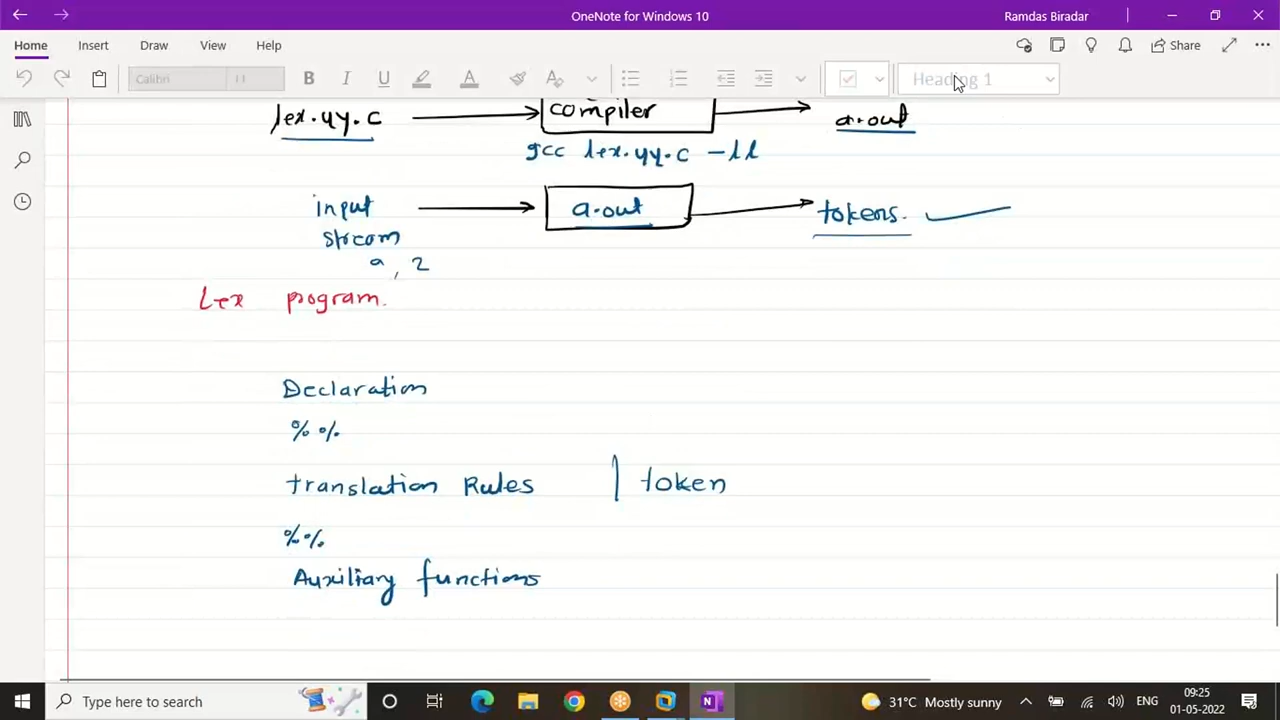 OneNote for Windows 10
Ramdas Biradar
Home Insert Draw View Help
Share
Calibri 11 B I U A
Heading 1
lex.yy.c compiler a.out
gcc lex.yy.c -ll
input a.out tokens.
stream
a, 2
Lex program.
Declaration
%%
translation Rules | token
%%
Auxiliary functions
Type here to search
31°C Mostly sunny
ENG
09:25
01-05-2022